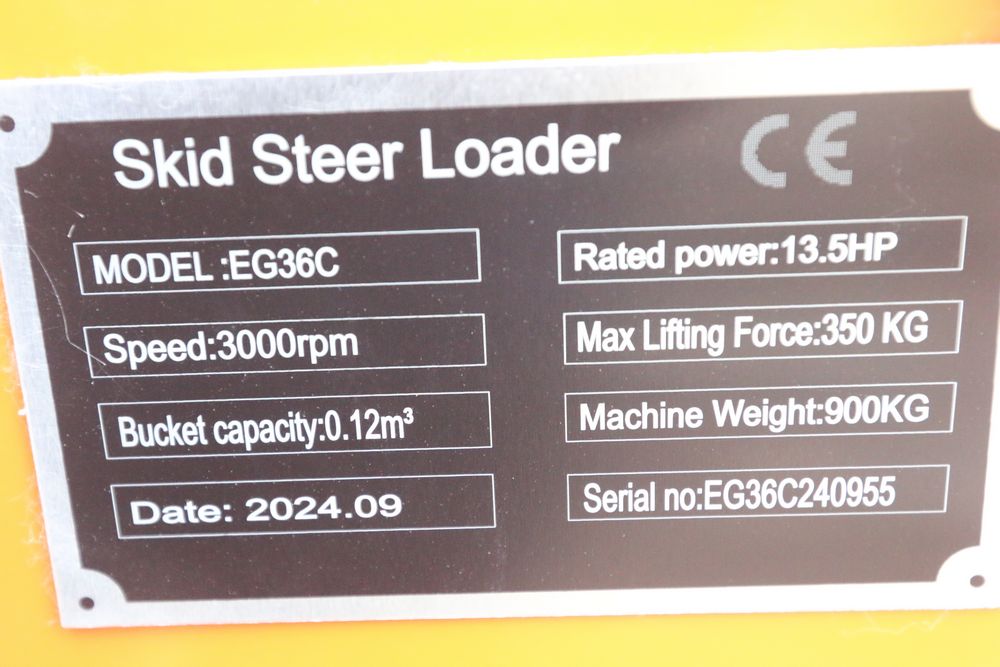 Skid Steer Loader CE
MODEL :EG36C
Rated power:13.5HP
Speed:3000rpm
Max Lifting Force:350 KG
Bucket capacity:0.12m³
Machine Weight:900KG
Date: 2024.09
Serial no:EG36C240955